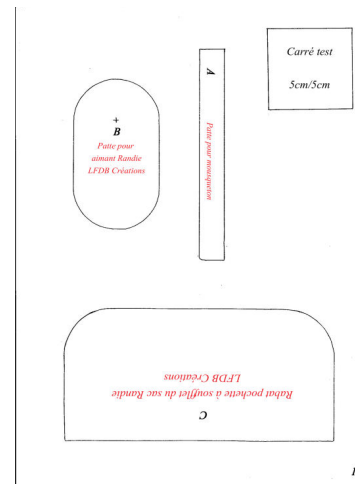 Carré test
5cm/5cm
A
Patte pour mousqueton
+
B
Patte pour
aimant Randie
LFDB Créations
C
Rabat pochette à soufflet du sac Randie
LFDB Créations